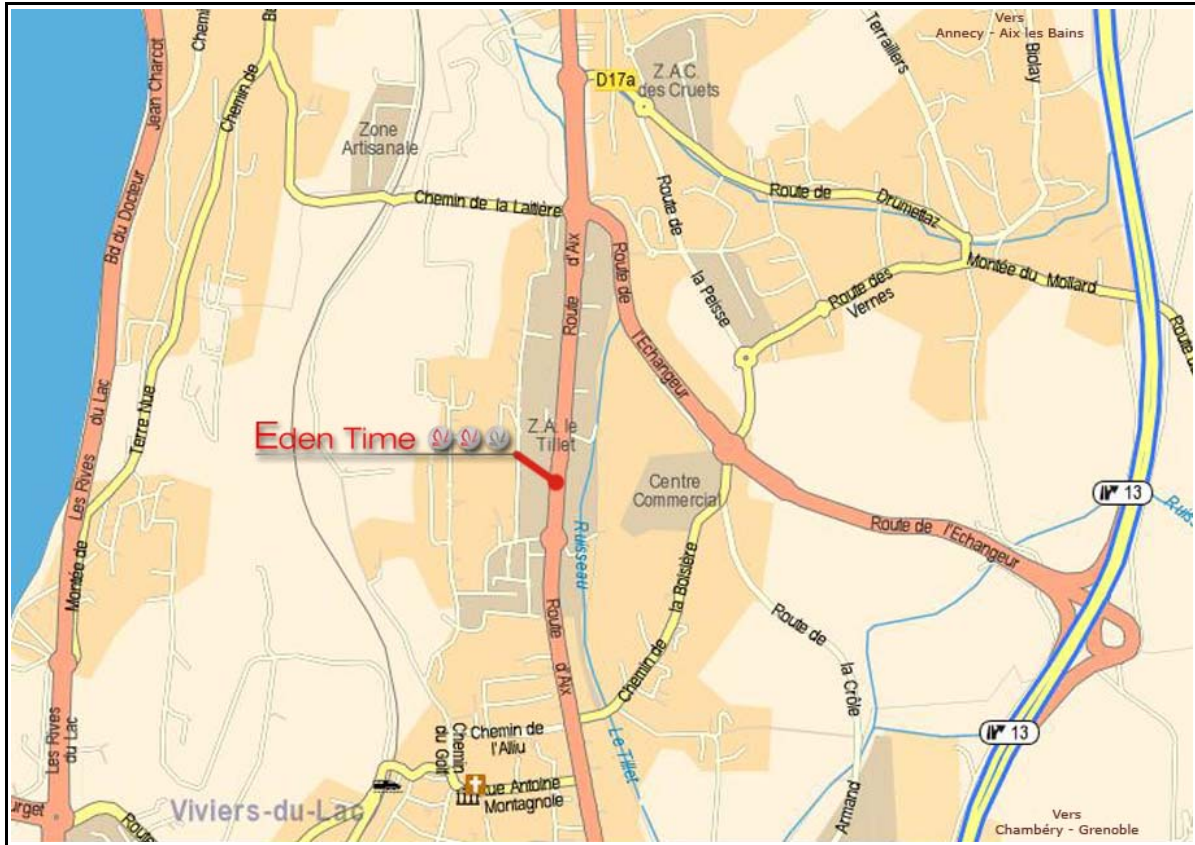 Vers
Annecy - Aix les Bains
Terrailliers
Biolay
Jean Charcot
Bd du Docteur
Chemin de
D17a
Z.A.C.
des Cruets
Zone
Artisanale
Chemin de la Laitière
Route de
Drumettaz
Route de
la Peisse
Montée du Mollard
Route des
Vernes
Route d'Aix
Route de
l'Echangeur
Les Rives
du Lac
Terre Nue
Montée de
Eden Time
Z.A. le
Tillet
Centre
Commercial
13
Route de l'Echangeur
Ruisseau
Chemin de la Boisière
Route d'Aix
Route de
la Crôle
Le Tillet
Chemin de
l'Alliu
Chemin
du Golf
Antoine
Montagnole
Les Rives
du Lac
13
Viviers-du-Lac
Route
Armand
Vers
Chambéry - Grenoble